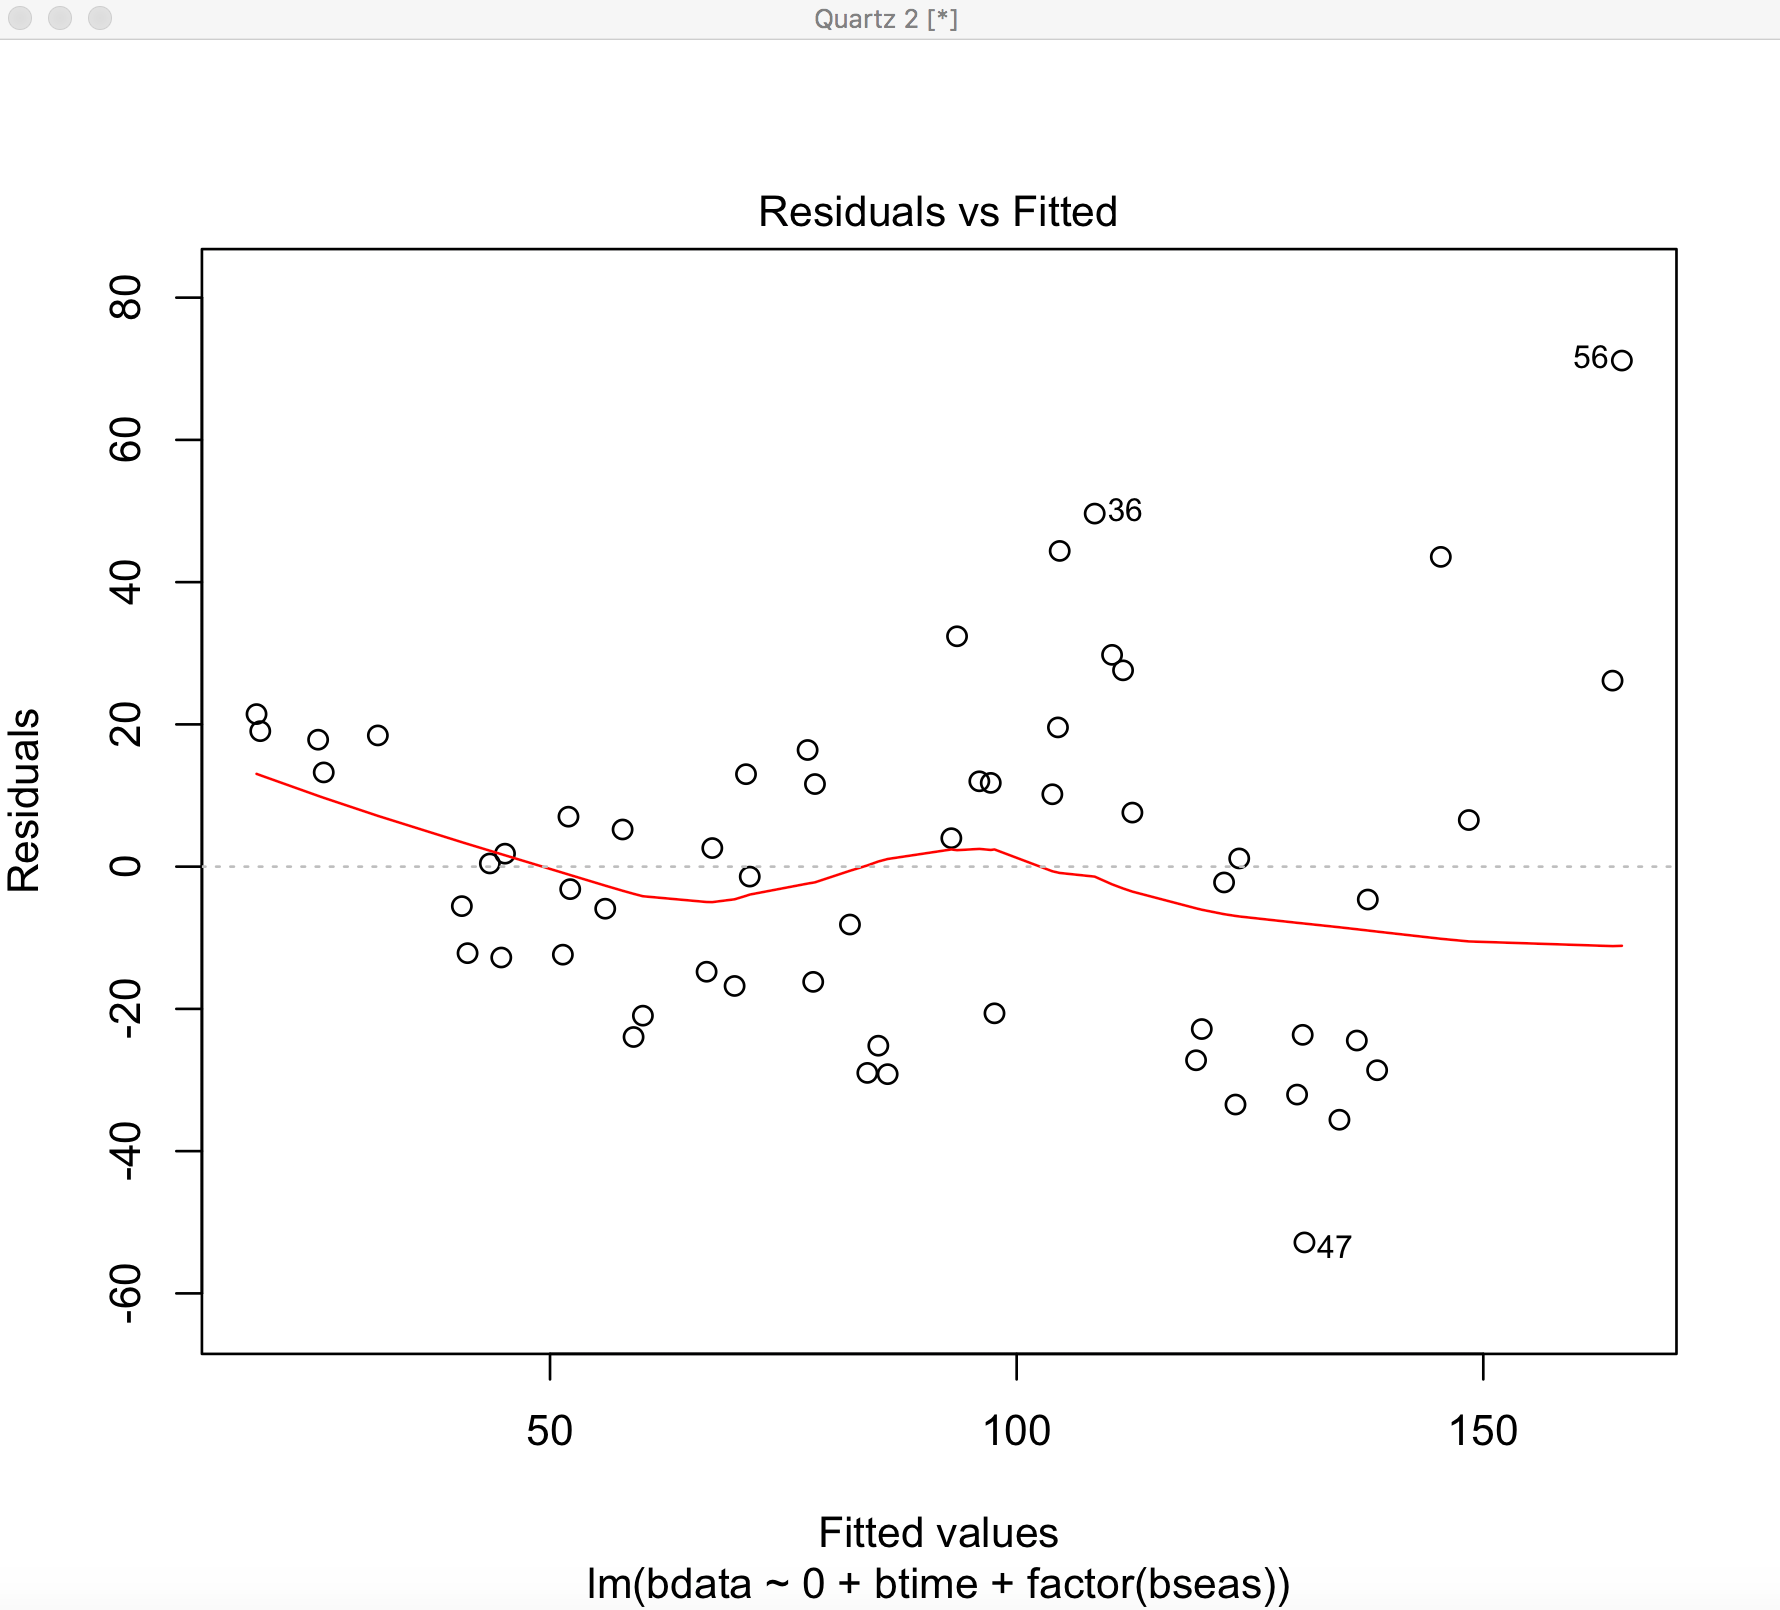 Quartz 2 [*]
Residuals vs Fitted
80
60
40
20
0
-20
-40
-60
Residuals
56
36
47
50 100 150
Fitted values
lm(bdata ~ 0 + btime + factor(bseas))